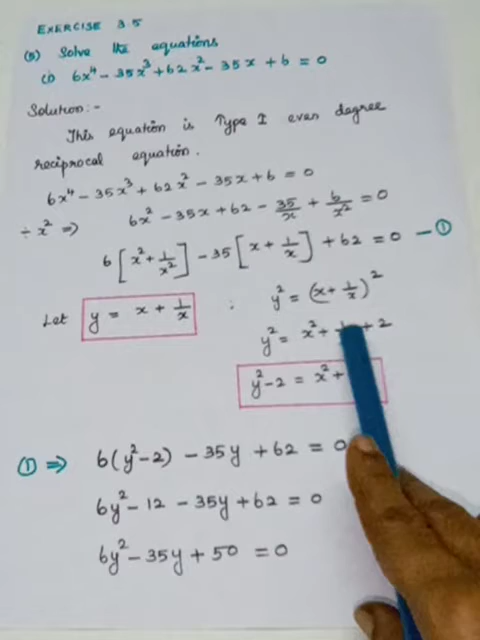 EXERCISE 3.5
(5) Solve the equations
(i) 6x⁴ - 35x³ + 62x² - 35x + 6 = 0
Solution:-
This equation is Type I even degree
reciprocal equation.
6x⁴ - 35x³ + 62x² - 35x + 6 = 0
÷ x² ⇒ 6x² - 35x + 62 - 35/x + 6/x² = 0
6[x² + 1/x²] - 35[x + 1/x] + 62 = 0 — ①
Let y = x + 1/x ; y² = (x + 1/x)²
y² = x² + + 2
y² - 2 = x² +
① ⇒ 6(y² - 2) - 35y + 62 = 0
6y² - 12 - 35y + 62 = 0
6y² - 35y + 50 = 0